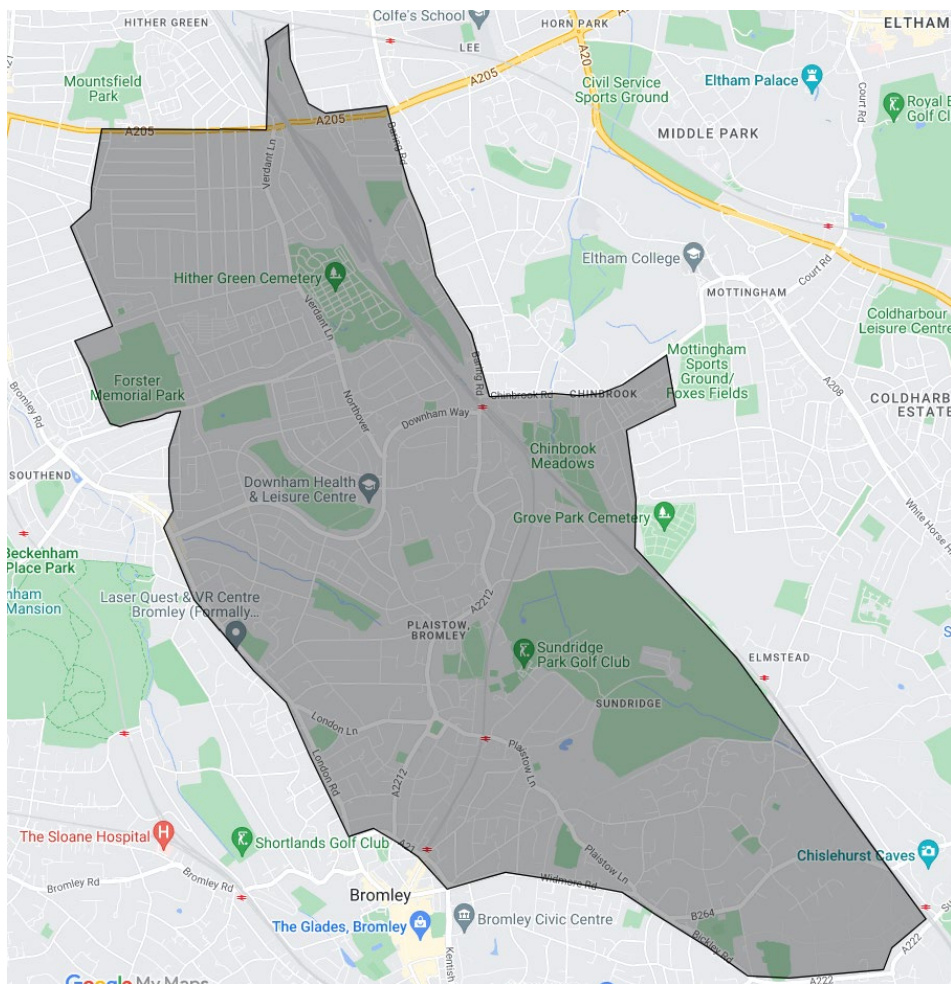 HITHER GREEN
Colfe's School
HORN PARK
ELTHAM
LEE
A205
A20
Mountsfield
Park
Civil Service
Sports Ground
Eltham Palace
Court Rd
Royal B
Golf Cl
A205
A205
Baring Rd
MIDDLE PARK
Verdant Ln
Eltham College
Court Rd
Hither Green Cemetery
MOTTINGHAM
Verdant Ln
Coldharbour
Leisure Centre
Baring Rd
Mottingham
Sports
Ground/
Foxes Fields
Forster
Memorial Park
Chinbrook Rd
CHINBROOK
A208
Bromley Rd
Northover
Downham Way
COLDHARB
ESTATE
Chinbrook
Meadows
SOUTHEND
Downham Health
& Leisure Centre
Grove Park Cemetery
White Horse H
Beckenham
Place Park
nham
Mansion
Laser Quest & VR Centre
Bromley (Formally...
A2212
PLAISTOW,
BROMLEY
Sundridge
Park Golf Club
ELMSTEAD
SUNDRIDGE
London Ln
London Rd
A2212
Plaistow Ln
The Sloane Hospital
Shortlands Golf Club
A21
Chislehurst Caves
Plaistow Ln
Bromley Rd
Bromley Rd
Bromley
Widmore Rd
B264
The Glades, Bromley
Bromley Civic Centre
Bickley Rd
A222
Kentish
A222
Google My Maps